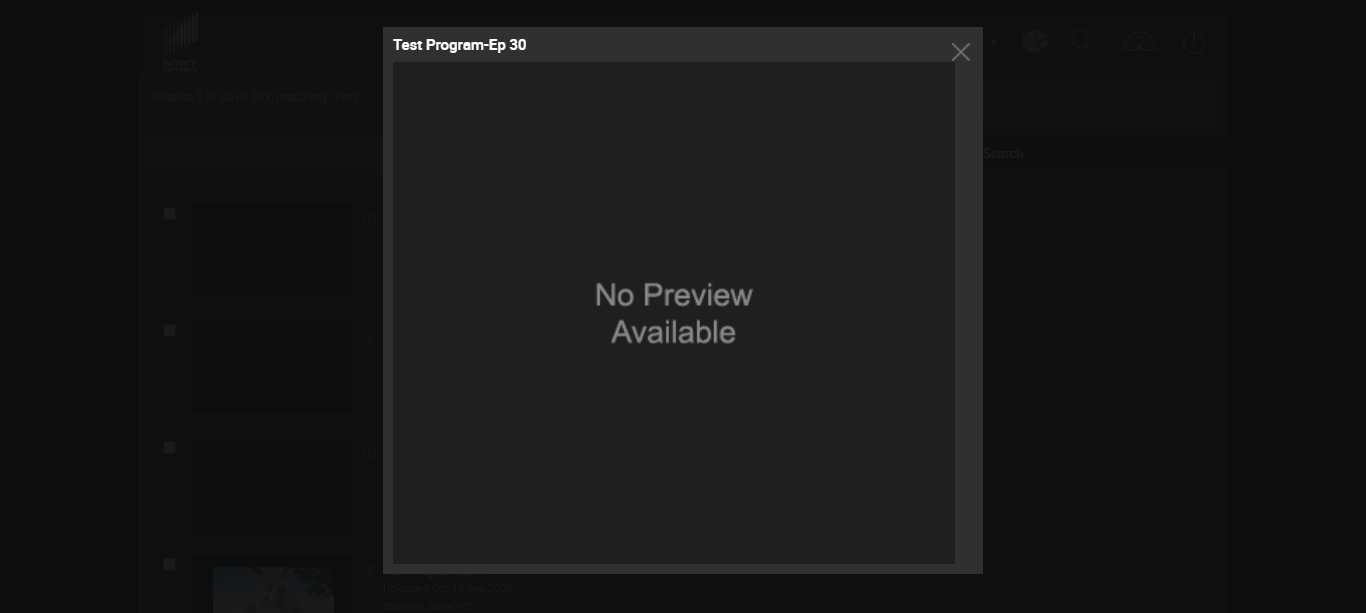 Test Program-Ep 30
SONY
PICTURES
Results 1 to 20 of 393, matching "Test"
Search
No Preview
Available
Uploaded On: 14 Sep 2020